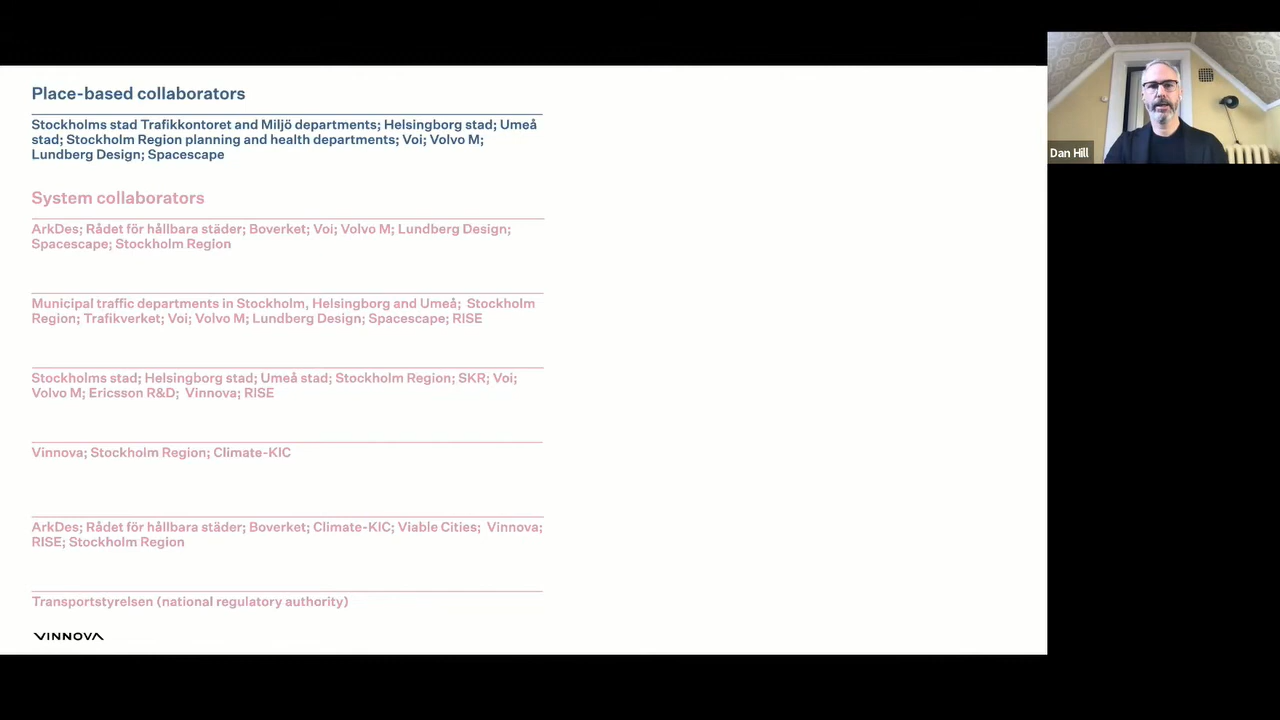 Place-based collaborators
Stockholms stad Trafikkontoret and Miljö departments; Helsingborg stad; Umeå
stad; Stockholm Region planning and health departments; Voi; Volvo M;
Lundberg Design; Spacescape
System collaborators
ArkDes; Rådet för hållbara städer; Boverket; Voi; Volvo M; Lundberg Design;
Spacescape; Stockholm Region
Municipal traffic departments in Stockholm, Helsingborg and Umeå; Stockholm
Region; Trafikverket; Voi; Volvo M; Lundberg Design; Spacescape; RISE
Stockholms stad; Helsingborg stad; Umeå stad; Stockholm Region; SKR; Voi;
Volvo M; Ericsson R&D; Vinnova; RISE
Vinnova; Stockholm Region; Climate-KIC
ArkDes; Rådet för hållbara städer; Boverket; Climate-KIC; Viable Cities; Vinnova;
RISE; Stockholm Region
Transportstyrelsen (national regulatory authority)
VINNOVA
Dan Hill